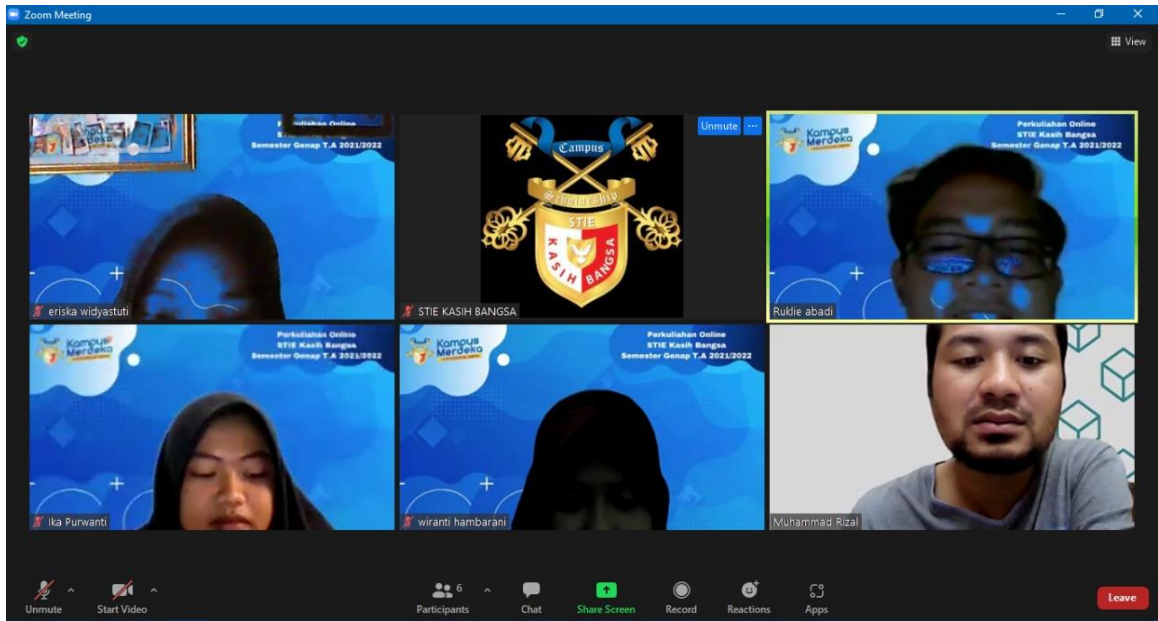 Zoom Meeting
View
Perkuliahan Online
Semester Genap T.A 2021/2022
eriska widyastuti
Campus
Scholarship
STIE
KASIH BANGSA
Unmute
STIE KASIH BANGSA
Kampus
Merdeka
Perkuliahan Online
STIE Kasih Bangsa
Semester Genap T.A 2021/2022
Ruklie abadi
Kampus
Merdeka
Perkuliahan Online
STIE Kasih Bangsa
Semester Genap T.A 2021/2022
Ika Purwanti
Kampus
Merdeka
Perkuliahan Online
STIE Kasih Bangsa
Semester Genap T.A 2021/2022
wiranti hambarani
Muhammad Rizal
Unmute
Start Video
6
Participants
Chat
Share Screen
Record
Reactions
Apps
Leave